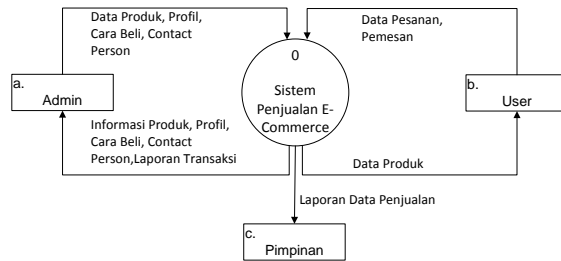 Data Produk, Profil,
Cara Beli, Contact
Person
Data Pesanan,
Pemesan
0
Sistem
Penjualan E-
Commerce
a.
Admin
b.
User
Informasi Produk, Profil,
Cara Beli, Contact
Person,Laporan Transaksi
Data Produk
Laporan Data Penjualan
c.
Pimpinan